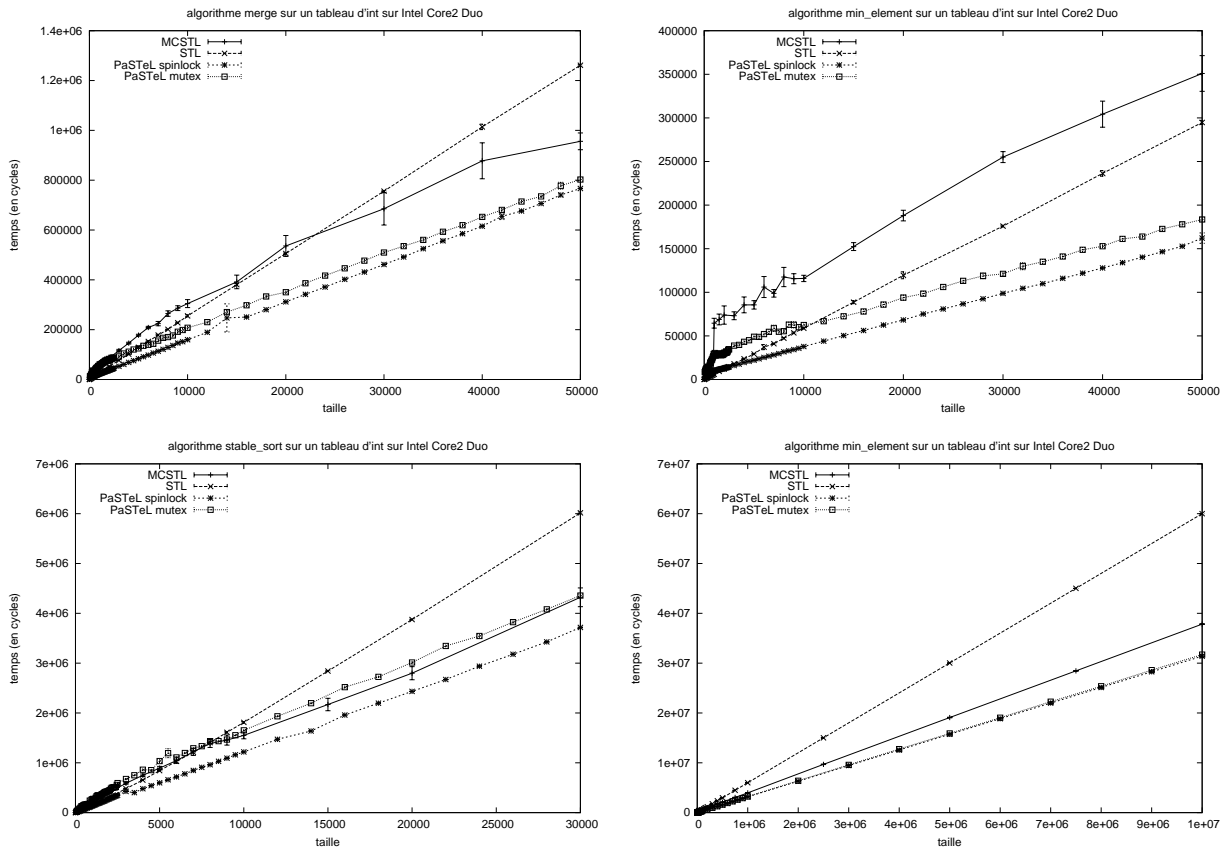 algorithme merge sur un tableau d'int sur Intel Core2 Duo
1.4e+06
1.2e+06
1e+06
800000
600000
400000
200000
0
temps (en cycles)
MCSTL
STL
PaSTeL spinlock
PaSTeL mutex
0 10000 20000 30000 40000 50000
taille
algorithme min_element sur un tableau d'int sur Intel Core2 Duo
400000
350000
300000
250000
200000
150000
100000
50000
0
temps (en cycles)
MCSTL
STL
PaSTeL spinlock
PaSTeL mutex
0 10000 20000 30000 40000 50000
taille
algorithme stable_sort sur un tableau d'int sur Intel Core2 Duo
7e+06
6e+06
5e+06
4e+06
3e+06
2e+06
1e+06
0
temps (en cycles)
MCSTL
STL
PaSTeL spinlock
PaSTeL mutex
0 5000 10000 15000 20000 25000 30000
taille
algorithme min_element sur un tableau d'int sur Intel Core2 Duo
7e+07
6e+07
5e+07
4e+07
3e+07
2e+07
1e+07
0
temps (en cycles)
MCSTL
STL
PaSTeL spinlock
PaSTeL mutex
0 1e+06 2e+06 3e+06 4e+06 5e+06 6e+06 7e+06 8e+06 9e+06 1e+07
taille